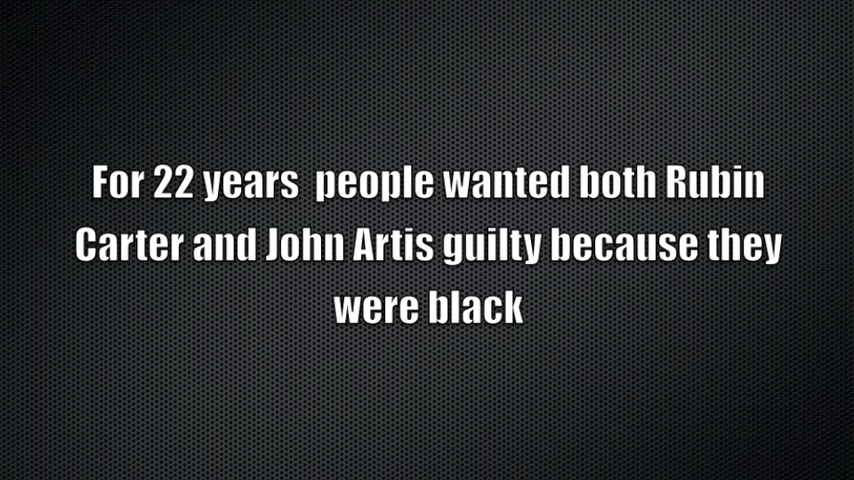 For 22 years  people wanted both Rubin
Carter and John Artis guilty because they
were black